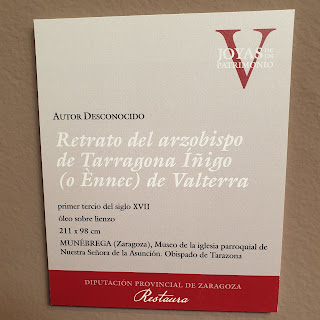 JOYAS DE UN
PATRIMONIO
V
AUTOR DESCONOCIDO
Retrato del arzobispo
de Tarragona Íñigo
(o Ènnec) de Valterra
primer tercio del siglo XVII
óleo sobre lienzo
211 x 98 cm
MUNÉBREGA (Zaragoza), Museo de la iglesia parroquial de
Nuestra Señora de la Asunción. Obispado de Tarazona
DIPUTACIÓN PROVINCIAL DE ZARAGOZA
Restaura